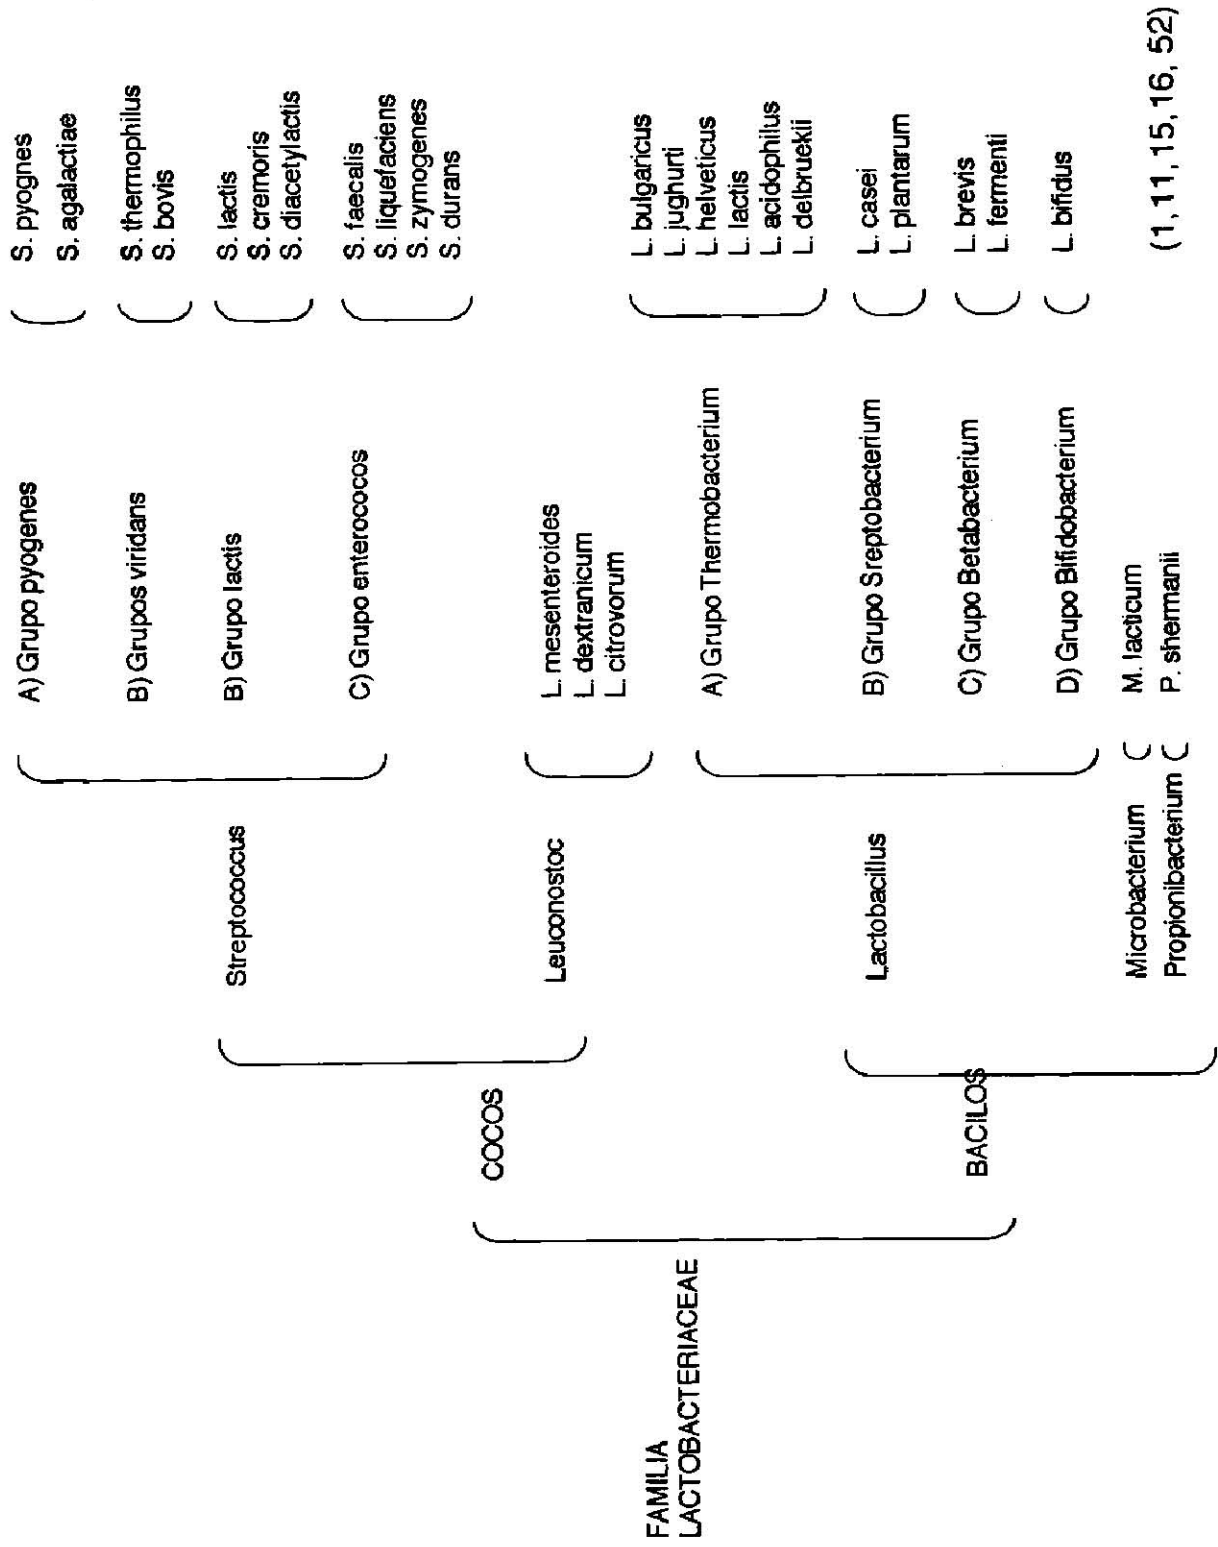 FAMILIA
LACTOBACTERIACEAE
COCOS
Streptococcus
A) Grupo pyogenes
S. pyognes
S. agalactiae
B) Grupos viridans
S. thermophilus
S. bovis
B) Grupo lactis
S. lactis
S. cremoris
S. diacetylactis
C) Grupo enterococos
S. faecalis
S. liquefaciens
S. zymogenes
S. durans
Leuconostoc
L. mesenteroides
L. dextranicum
L. citrovorum
BACILOS
Lactobacillus
A) Grupo Thermobacterium
L. bulgaricus
L. jughurti
L. helveticus
L. lactis
L. acidophilus
L. delbruekii
B) Grupo Sreptobacterium
L. casei
L. plantarum
C) Grupo Betabacterium
L. brevis
L. fermenti
D) Grupo Bifidobacterium
L. bifidus
Microbacterium
M. lacticum
Propionibacterium
P. shermanii
(1, 11, 15, 16, 52)